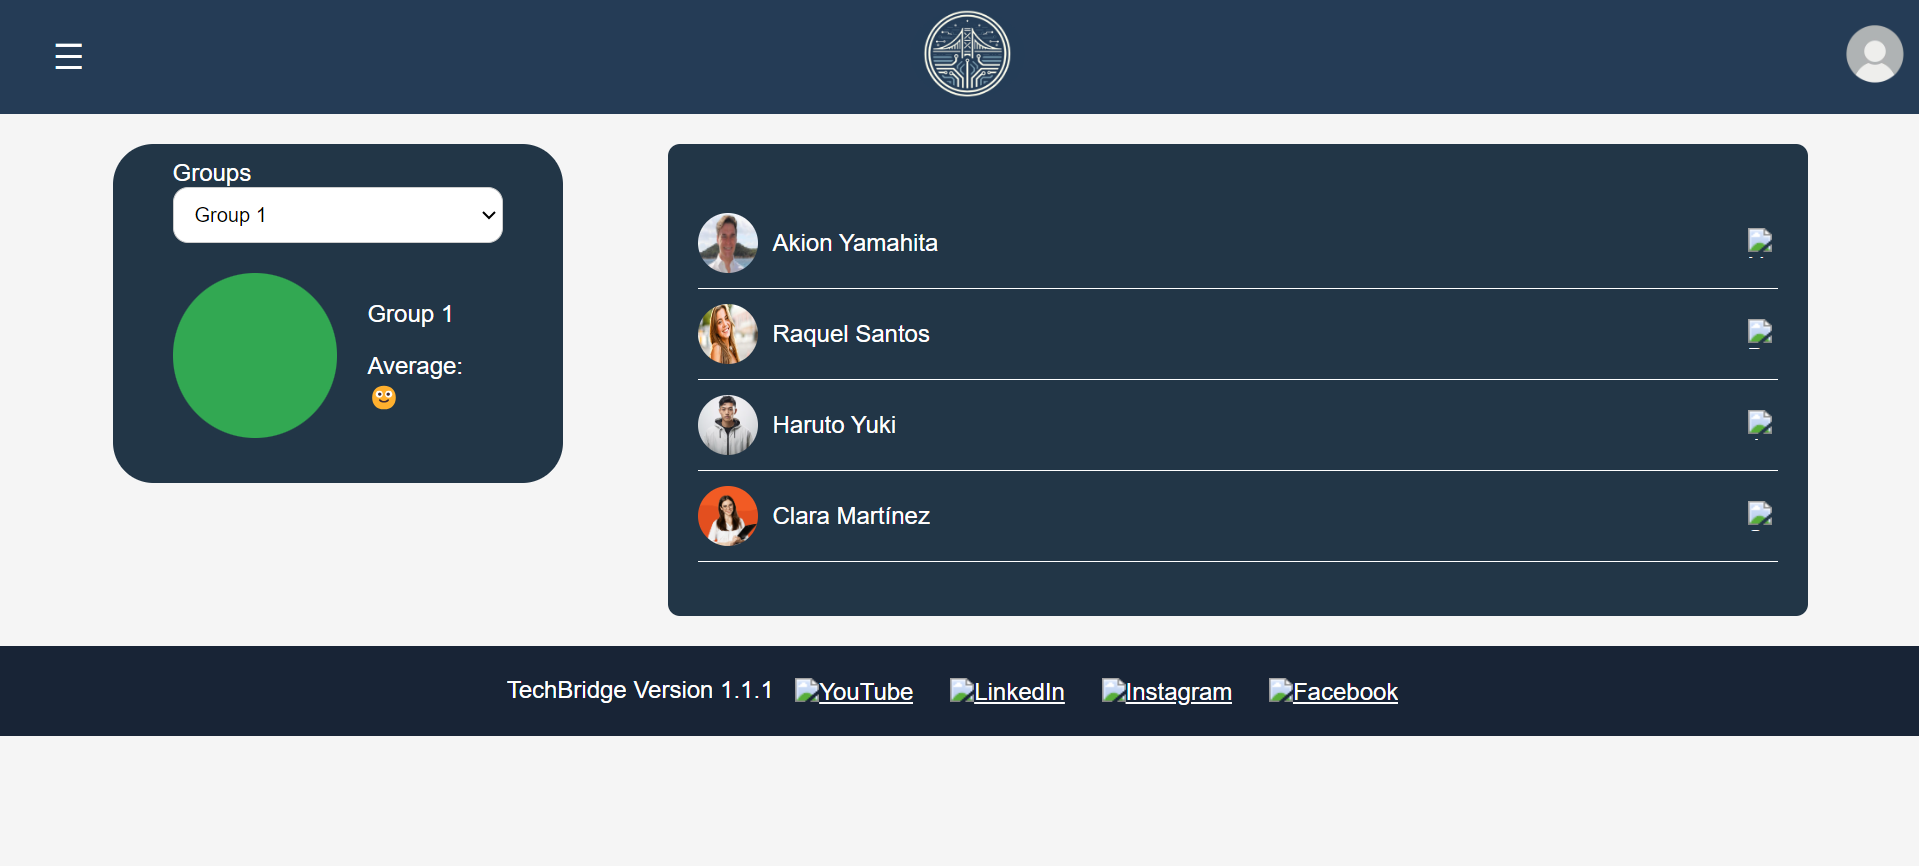 Groups
Group 1
Group 1
Average:
Akion Yamahita
Raquel Santos
Haruto Yuki
Clara Martínez
TechBridge Version 1.1.1 YouTube LinkedIn Instagram Facebook